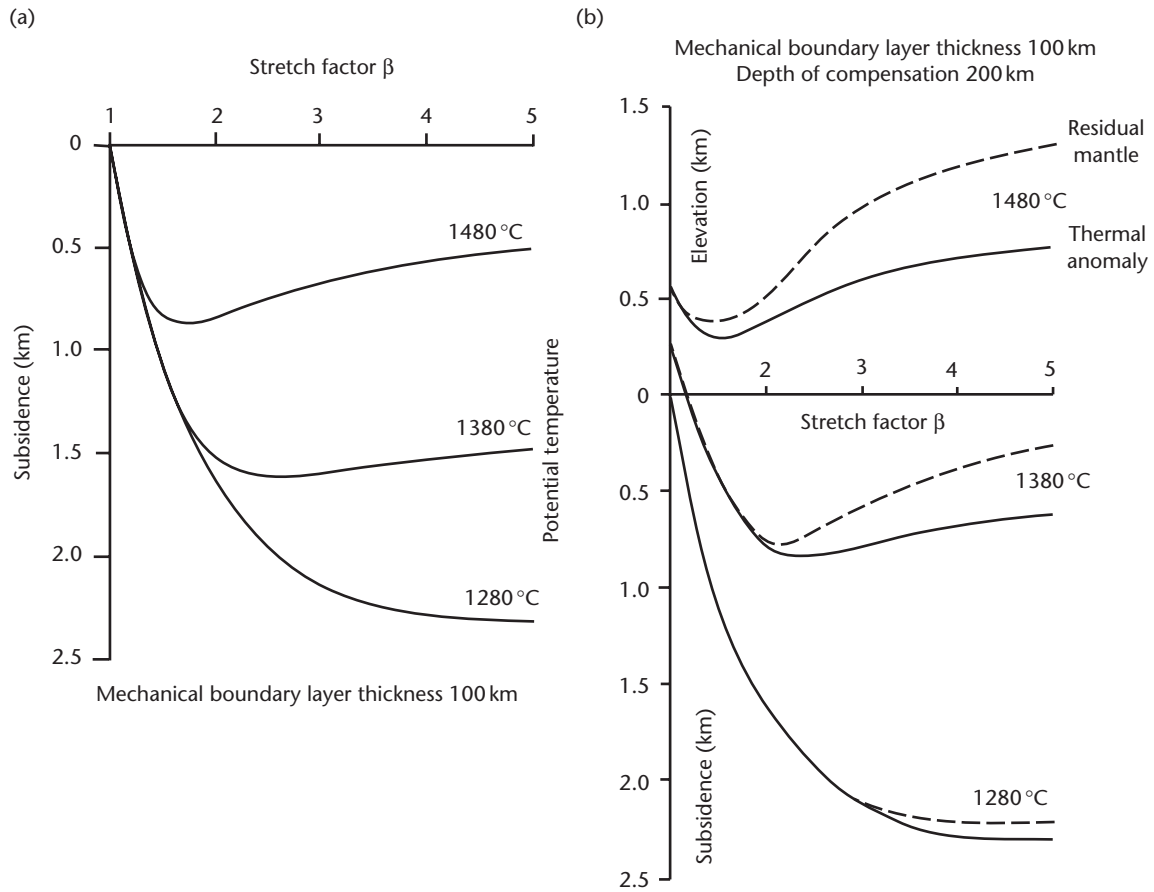 (a)
Stretch factor β
1 2 3 4 5
0
0.5
1.0
1.5
2.0
2.5
Subsidence (km)
1480 °C
1380 °C
1280 °C
Potential temperature
Mechanical boundary layer thickness 100 km
(b)
Mechanical boundary layer thickness 100 km
Depth of compensation 200 km
1.5
1.0
0.5
0
0.5
1.0
1.5
2.0
2.5
Elevation (km)
Residual
mantle
1480 °C
Thermal
anomaly
2 3 4 5
Stretch factor β
1380 °C
Subsidence (km)
1280 °C